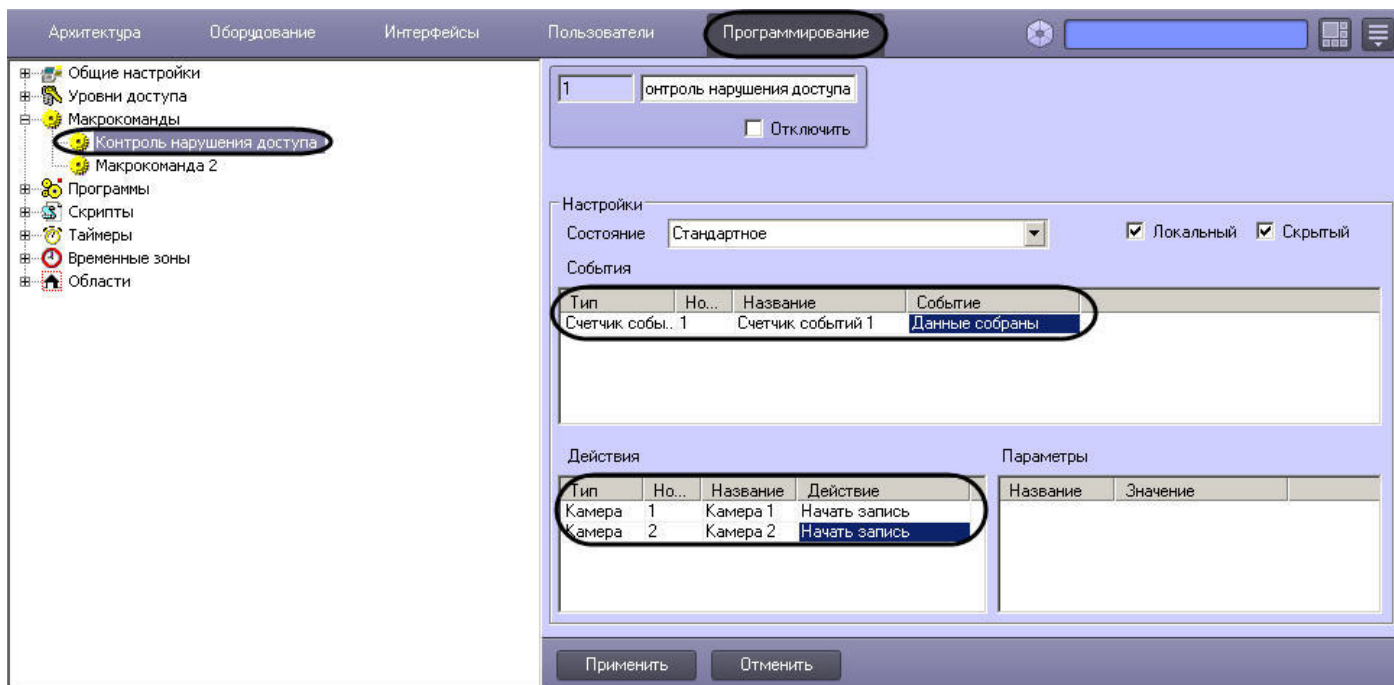 Архитектура Оборудование Интерфейсы Пользователи Программирование
Общие настройки
Уровни доступа
Макрокоманды
Контроль нарушения доступа
Макрокоманда 2
Программы
Скрипты
Таймеры
Временные зоны
Области
1 онтроль нарушения доступа
Отключить
Настройки
Состояние Стандартное Локальный Скрытый
События
Тип Но... Название Событие
Счетчик собы.. 1 Счетчик событий 1 Данные собраны
Действия
Тип Но... Название Действие
Камера 1 Камера 1 Начать запись
Камера 2 Камера 2 Начать запись
Параметры
Название Значение
Применить Отменить